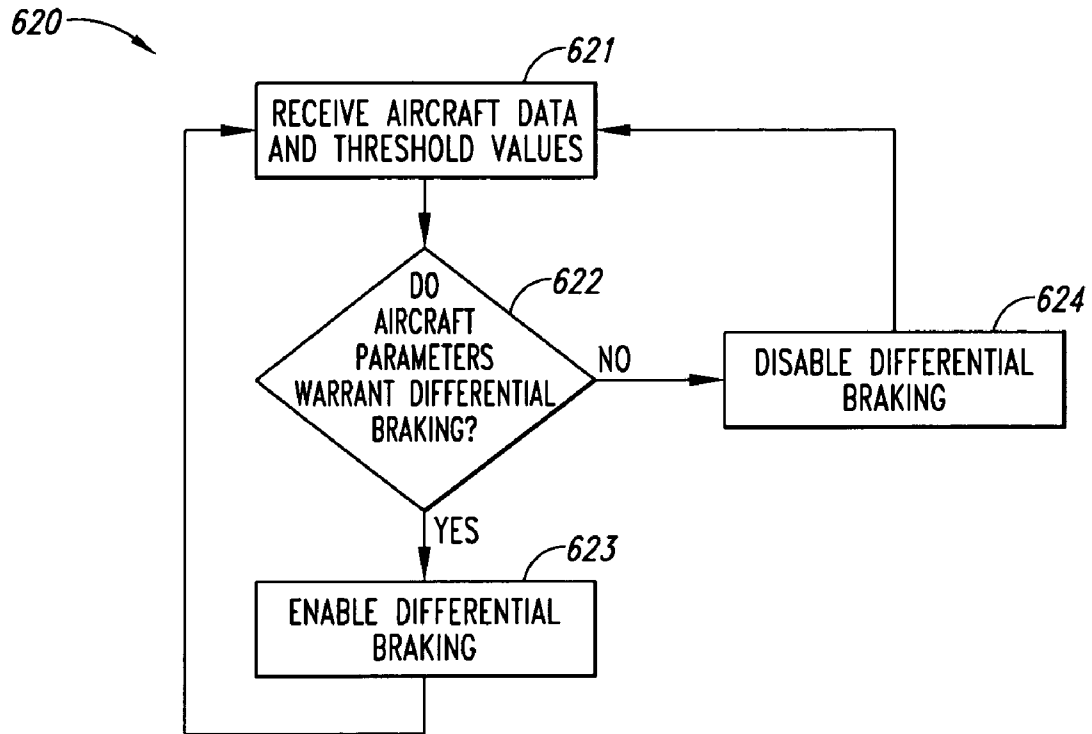 620
621
RECEIVE AIRCRAFT DATA
AND THRESHOLD VALUES
DO
AIRCRAFT
PARAMETERS
WARRANT DIFFERENTIAL
BRAKING?
622
NO
624
DISABLE DIFFERENTIAL
BRAKING
YES
623
ENABLE DIFFERENTIAL
BRAKING